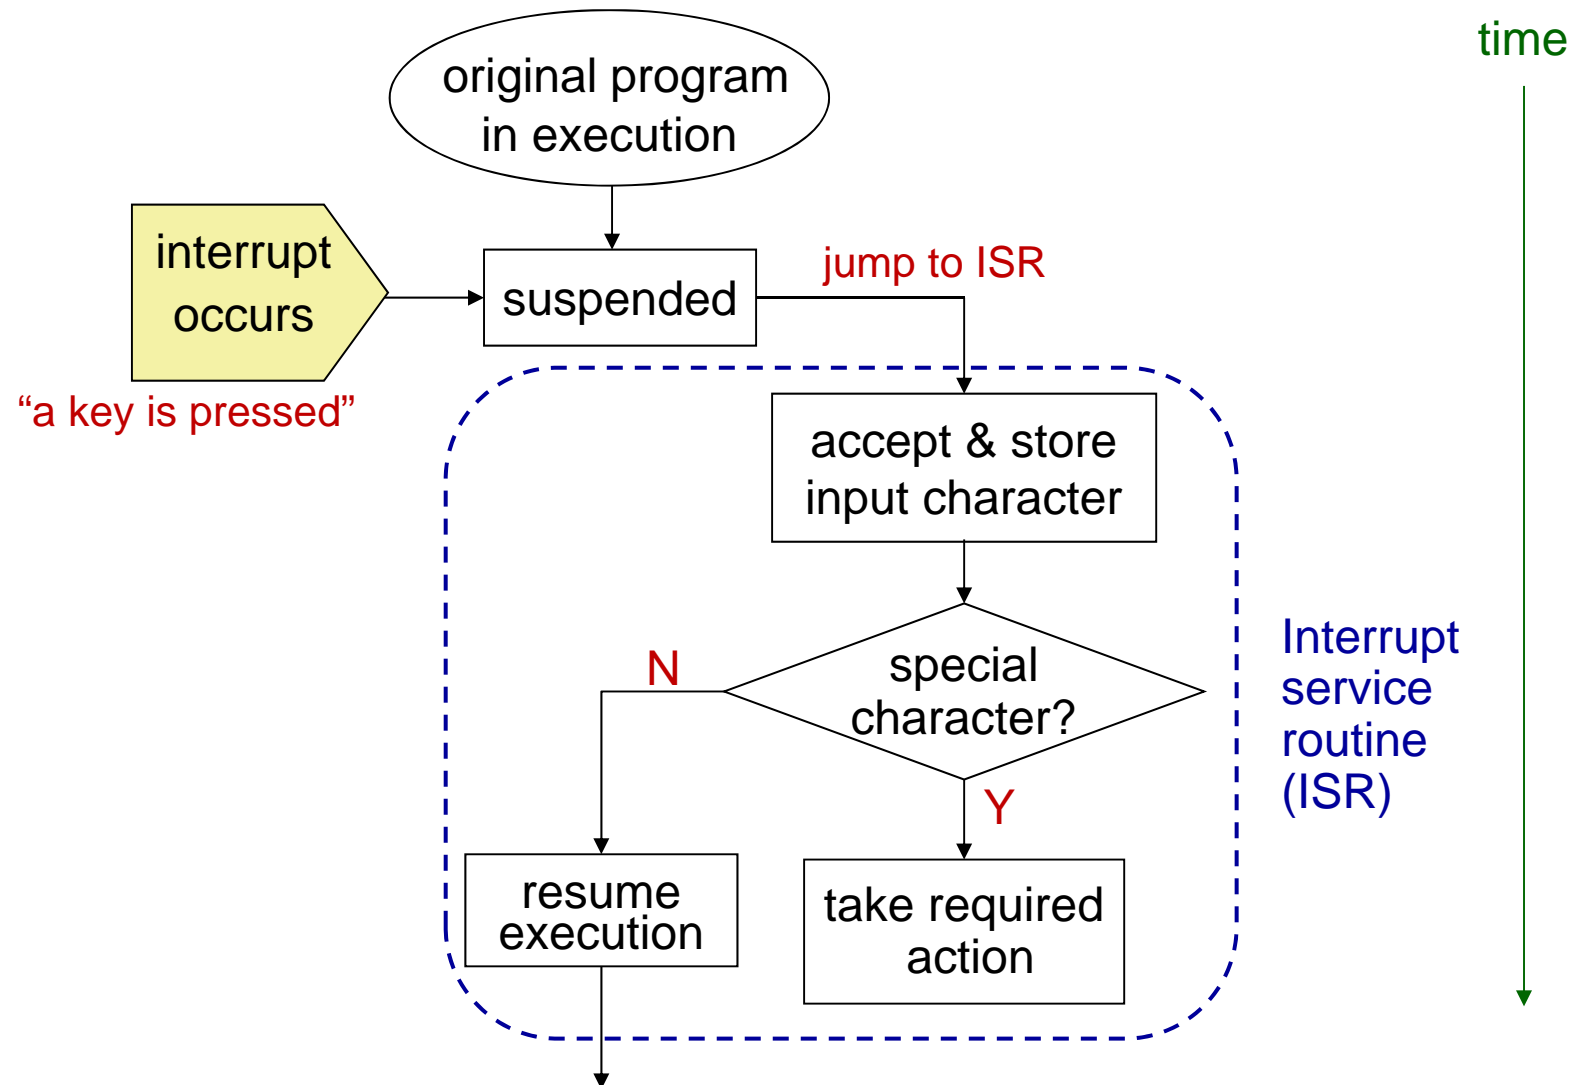 time
original program
in execution
interrupt
occurs
jump to ISR
suspended
“a key is pressed”
accept & store
input character
N
special
character?
Interrupt
service
routine
(ISR)
Y
resume
execution
take required
action